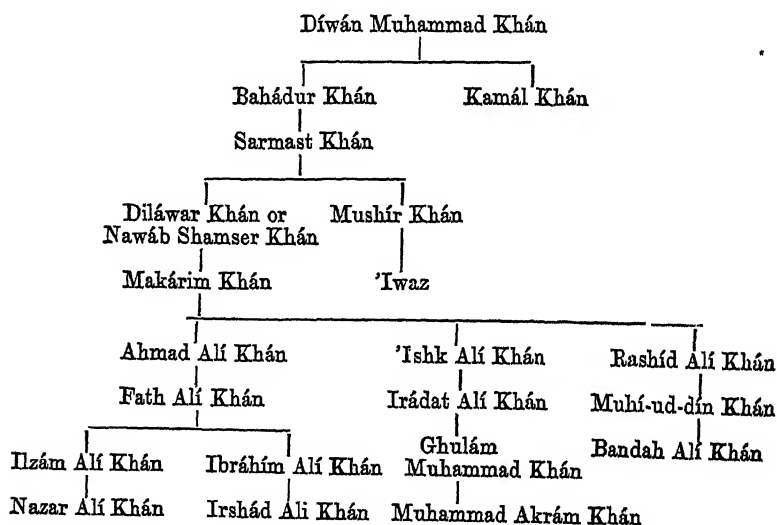 Díwán Muhammad Khán
Bahádur Khán Kamál Khán
Sarmast Khán
Diláwar Khán or Mushír Khán
Nawáb Shamser Khán
Makárim Khán 'Iwaz
Ahmad Alí Khán 'Ishk Alí Khán Rashíd Alí Khán
Fath Alí Khán Irádat Alí Khán Muhí-ud-dín Khán
Ghulám Bandah Alí Khán
Ilzám Alí Khán Ibráhím Alí Khán Muhammad Khán
Nazar Alí Khán Irshád Ali Khán Muhammad Akrám Khán